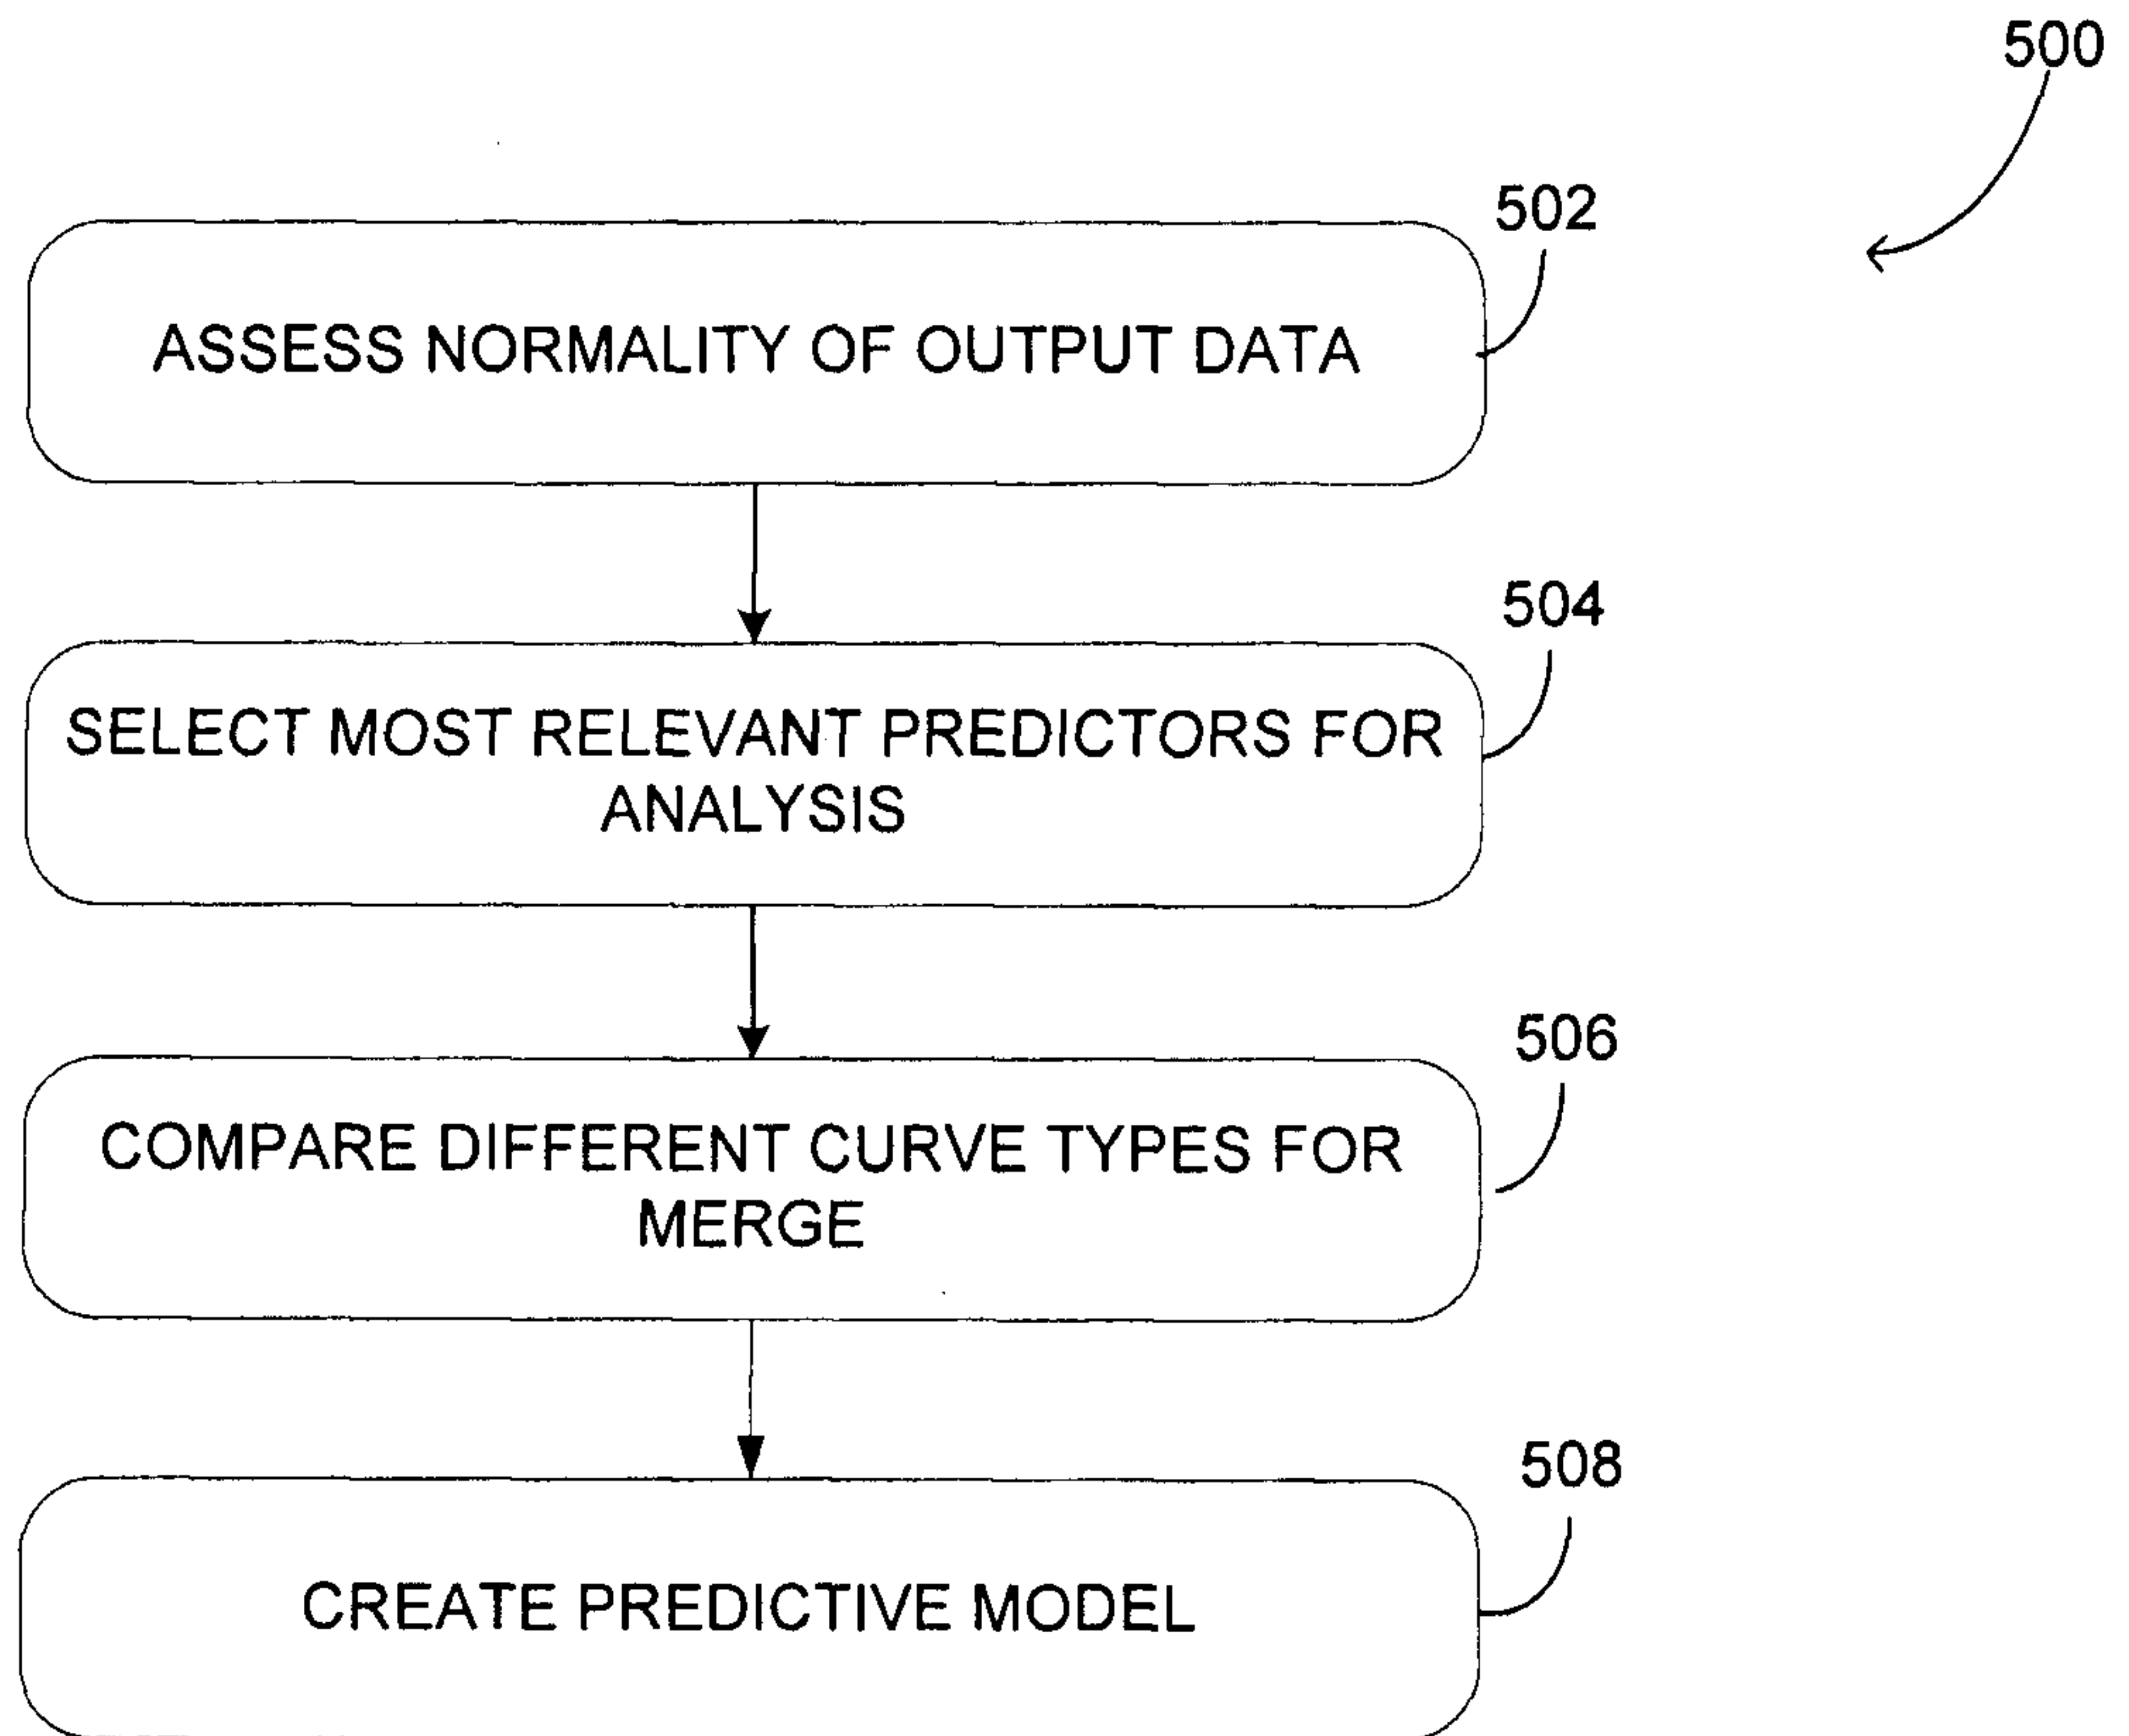 500
502
ASSESS NORMALITY OF OUTPUT DATA
504
SELECT MOST RELEVANT PREDICTORS FOR
ANALYSIS
506
COMPARE DIFFERENT CURVE TYPES FOR
MERGE
508
CREATE PREDICTIVE MODEL